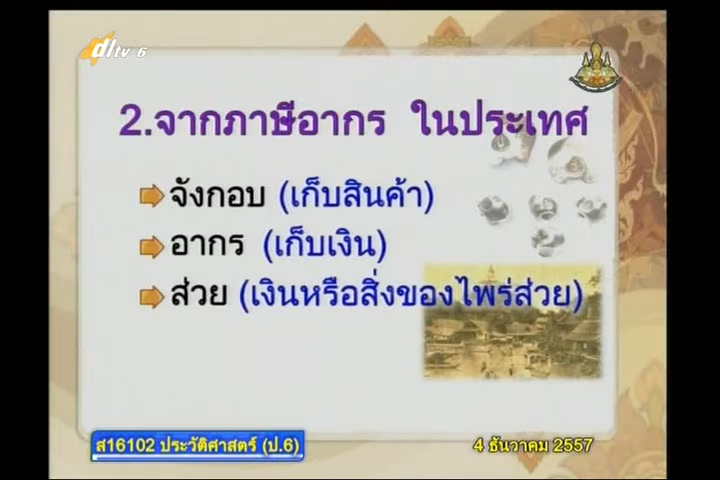 dltv 6
2.จากภาษีอากร ในประเทศ
จังกอบ (เก็บสินค้า)
อากร (เก็บเงิน)
ส่วย (เงินหรือสิ่งของไพร่ส่วย)
ส16102 ประวัติศาสตร์ (ป.6)
4 ธันวาคม 2557